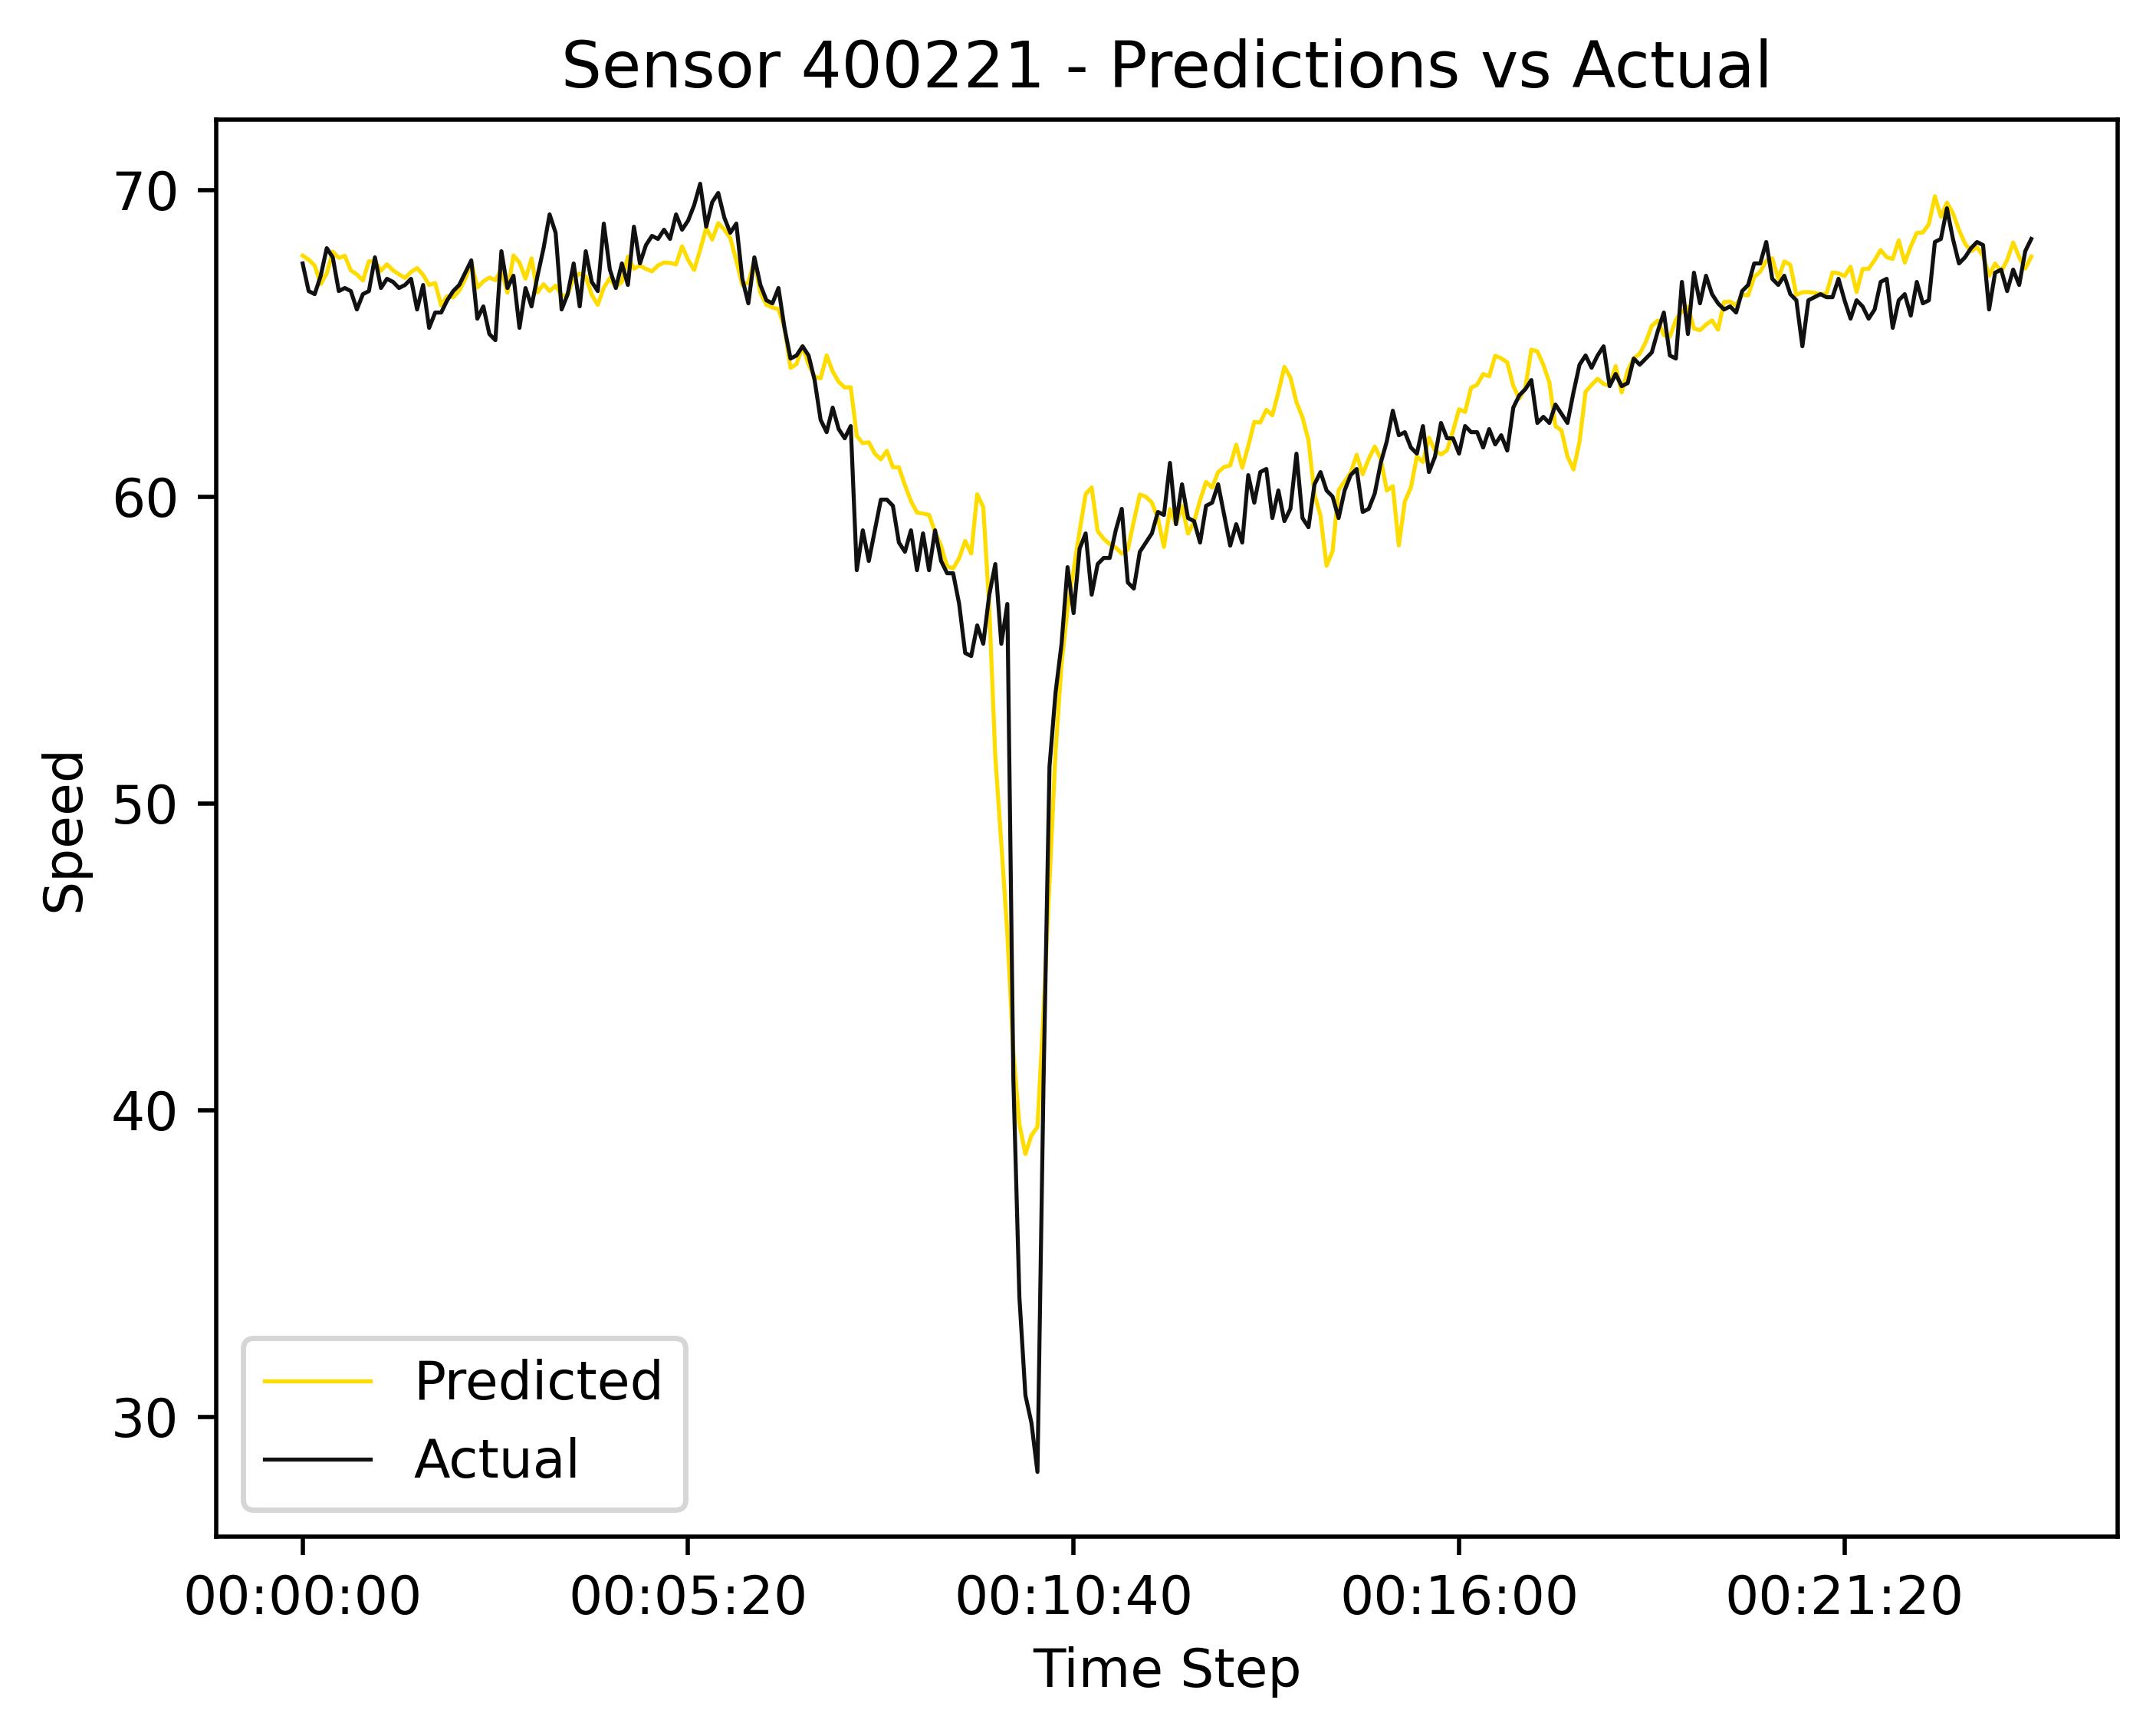 Sensor 400221 - Predictions vs Actual
70
60
50
40
30
Speed
Predicted
Actual
00:00:00 00:05:20 00:10:40 00:16:00 00:21:20
Time Step